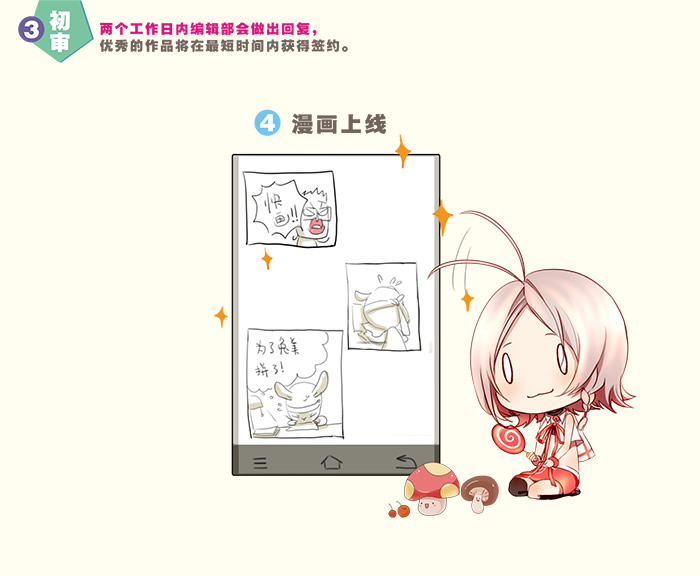 3 初审
两个工作日内编辑部会做出回复，
优秀的作品将在最短时间内获得签约。
4 漫画上线
快
画!!
为了兔美
拼了!